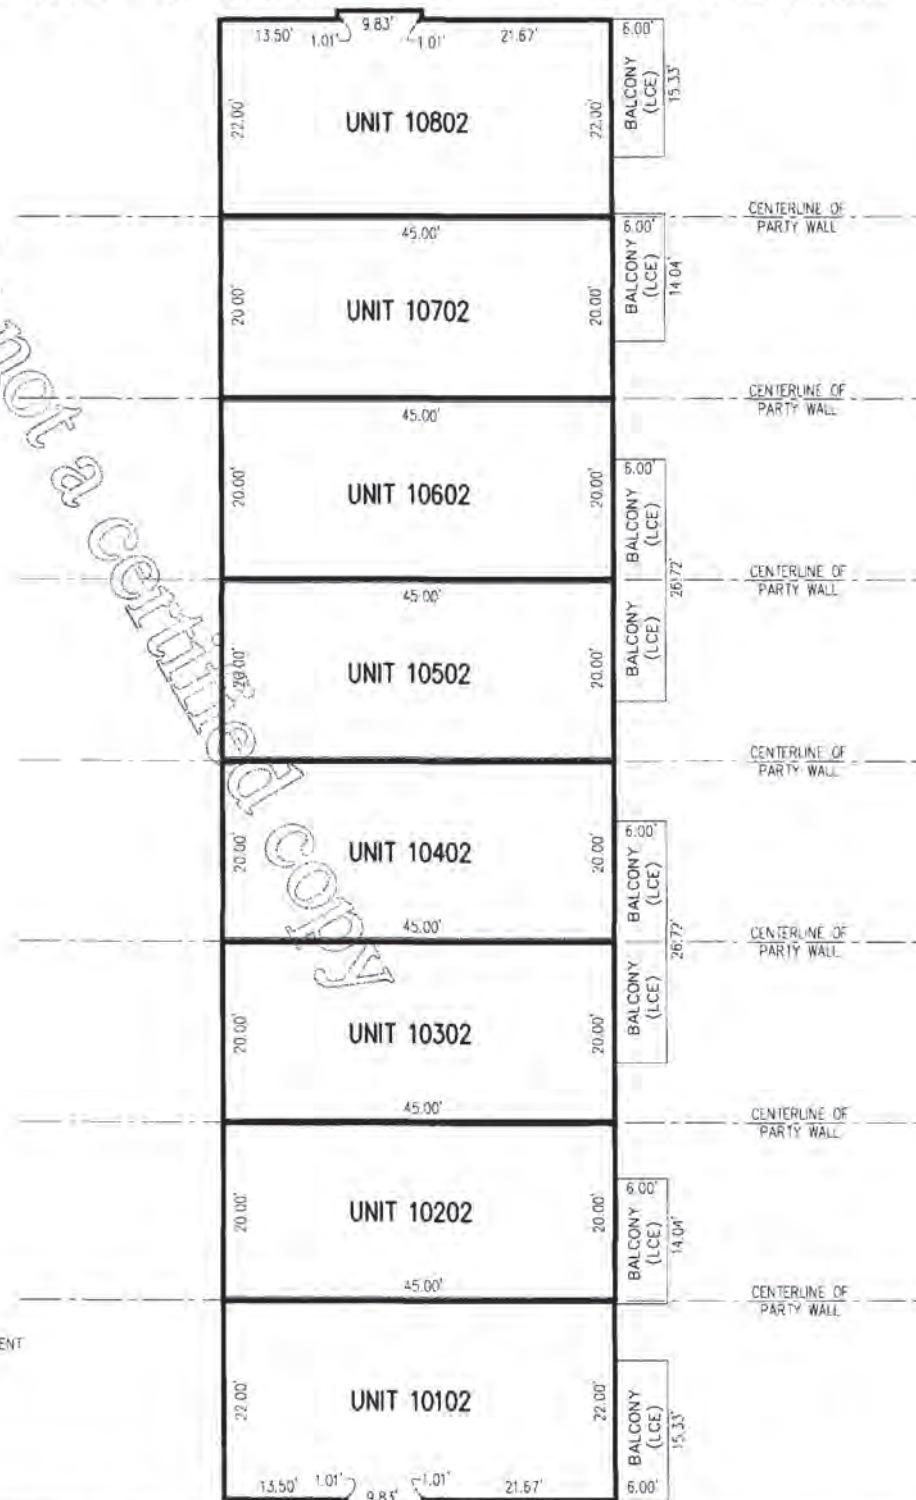 9.83'
13.50' 1.01' 1.01' 21.67' 6.00'
22.00' UNIT 10802 22.00' BALCONY (LCE) 15.33'
CENTERLINE OF
PARTY WALL
45.00' 6.00'
20.00' UNIT 10702 20.00' BALCONY (LCE) 14.04'
CENTERLINE OF
PARTY WALL
45.00'
6.00'
20.00' UNIT 10602 20.00' BALCONY (LCE)
26.72'
CENTERLINE OF
PARTY WALL
45.00'
20.00' UNIT 10502 20.00' BALCONY (LCE)
CENTERLINE OF
PARTY WALL
6.00'
20.00' UNIT 10402 20.00' BALCONY (LCE)
45.00'
26.72'
CENTERLINE OF
PARTY WALL
20.00' UNIT 10302 20.00' BALCONY (LCE)
45.00'
CENTERLINE OF
PARTY WALL
6.00'
20.00' UNIT 10202 20.00' BALCONY (LCE) 14.04'
45.00'
CENTERLINE OF
PARTY WALL
ENT
22.00' UNIT 10102 22.00' BALCONY (LCE) 15.33'
13.50' 1.01' 1.01' 21.67' 6.00'
9.83'
not a certified copy